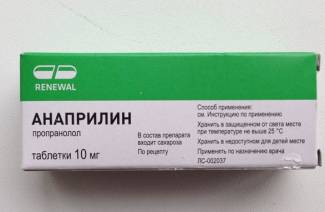 RENEWAL
АНАПРИЛИН
пропранолол
таблетки 10 мг
В состав препарата
входит сахароза
По рецепту
Способ применения:
см. Инструкцию по применению
Хранить в защищенном от света месте
при температуре не выше 25 °С
Хранить в недоступном для детей месте
Применять по назначению врача
ЛС-002037